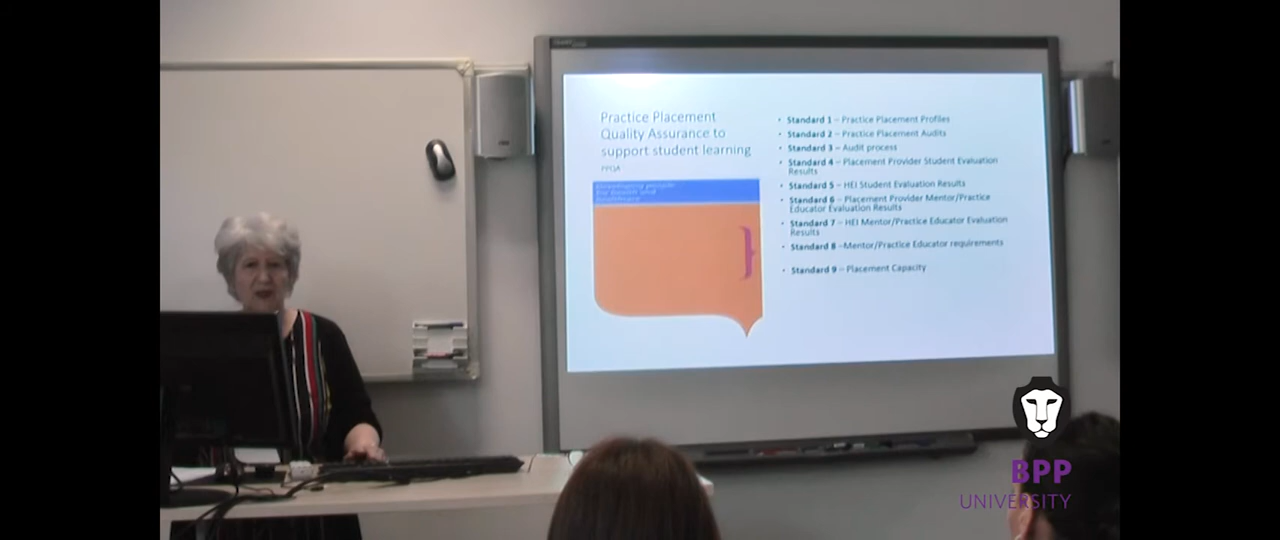 Practice Placement
Quality Assurance to
support student learning
PPQA
• Standard 1 – Practice Placement Profiles
• Standard 2 – Practice Placement Audits
• Standard 3 – Audit process
• Standard 4 – Placement Provider Student Evaluation
Results
• Standard 5 – HEI Student Evaluation Results
• Standard 6 – Placement Provider Mentor/Practice
Educator Evaluation Results
• Standard 7 – HEI Mentor/Practice Educator Evaluation
Results
• Standard 8 –Mentor/Practice Educator requirements
• Standard 9 – Placement Capacity
BPP
UNIVERSITY